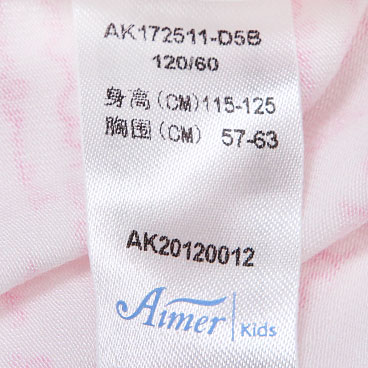 AK172511-D5B
120/60
身高(CM)115-125
胸围(CM) 57-63
AK20120012
Aimer Kids